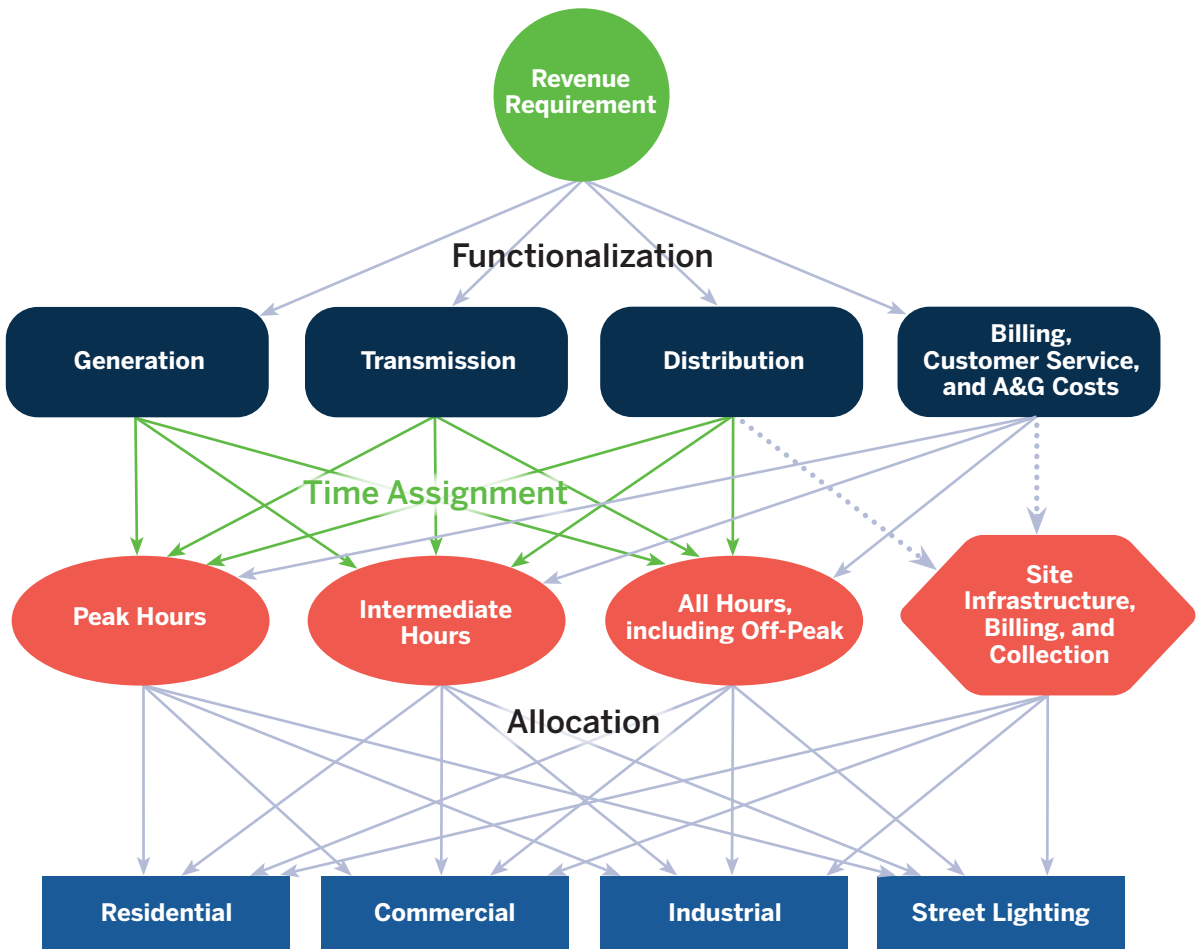 Revenue
Requirement
Functionalization
Generation
Transmission
Distribution
Billing,
Customer Service,
and A&G Costs
Time Assignment
Peak Hours
Intermediate
Hours
All Hours,
including Off-Peak
Site
Infrastructure,
Billing, and
Collection
Allocation
Residential
Commercial
Industrial
Street Lighting